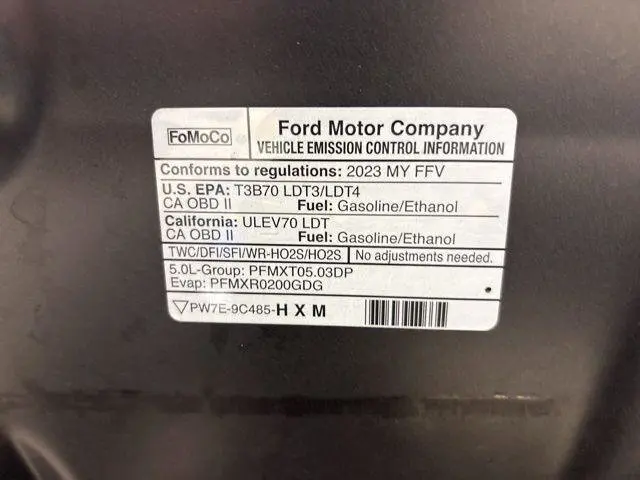 FoMoCo
Ford Motor Company
VEHICLE EMISSION CONTROL INFORMATION
Conforms to regulations: 2023 MY FFV
U.S. EPA: T3B70 LDT3/LDT4
CA OBD II Fuel: Gasoline/Ethanol
California: ULEV70 LDT
CA OBD II Fuel: Gasoline/Ethanol
TWC/DFI/SFI/WR-HO2S/HO2S No adjustments needed.
5.0L-Group: PFMXT05.03DP
Evap: PFMXR0200GDG
PW7E-9C485-H X M